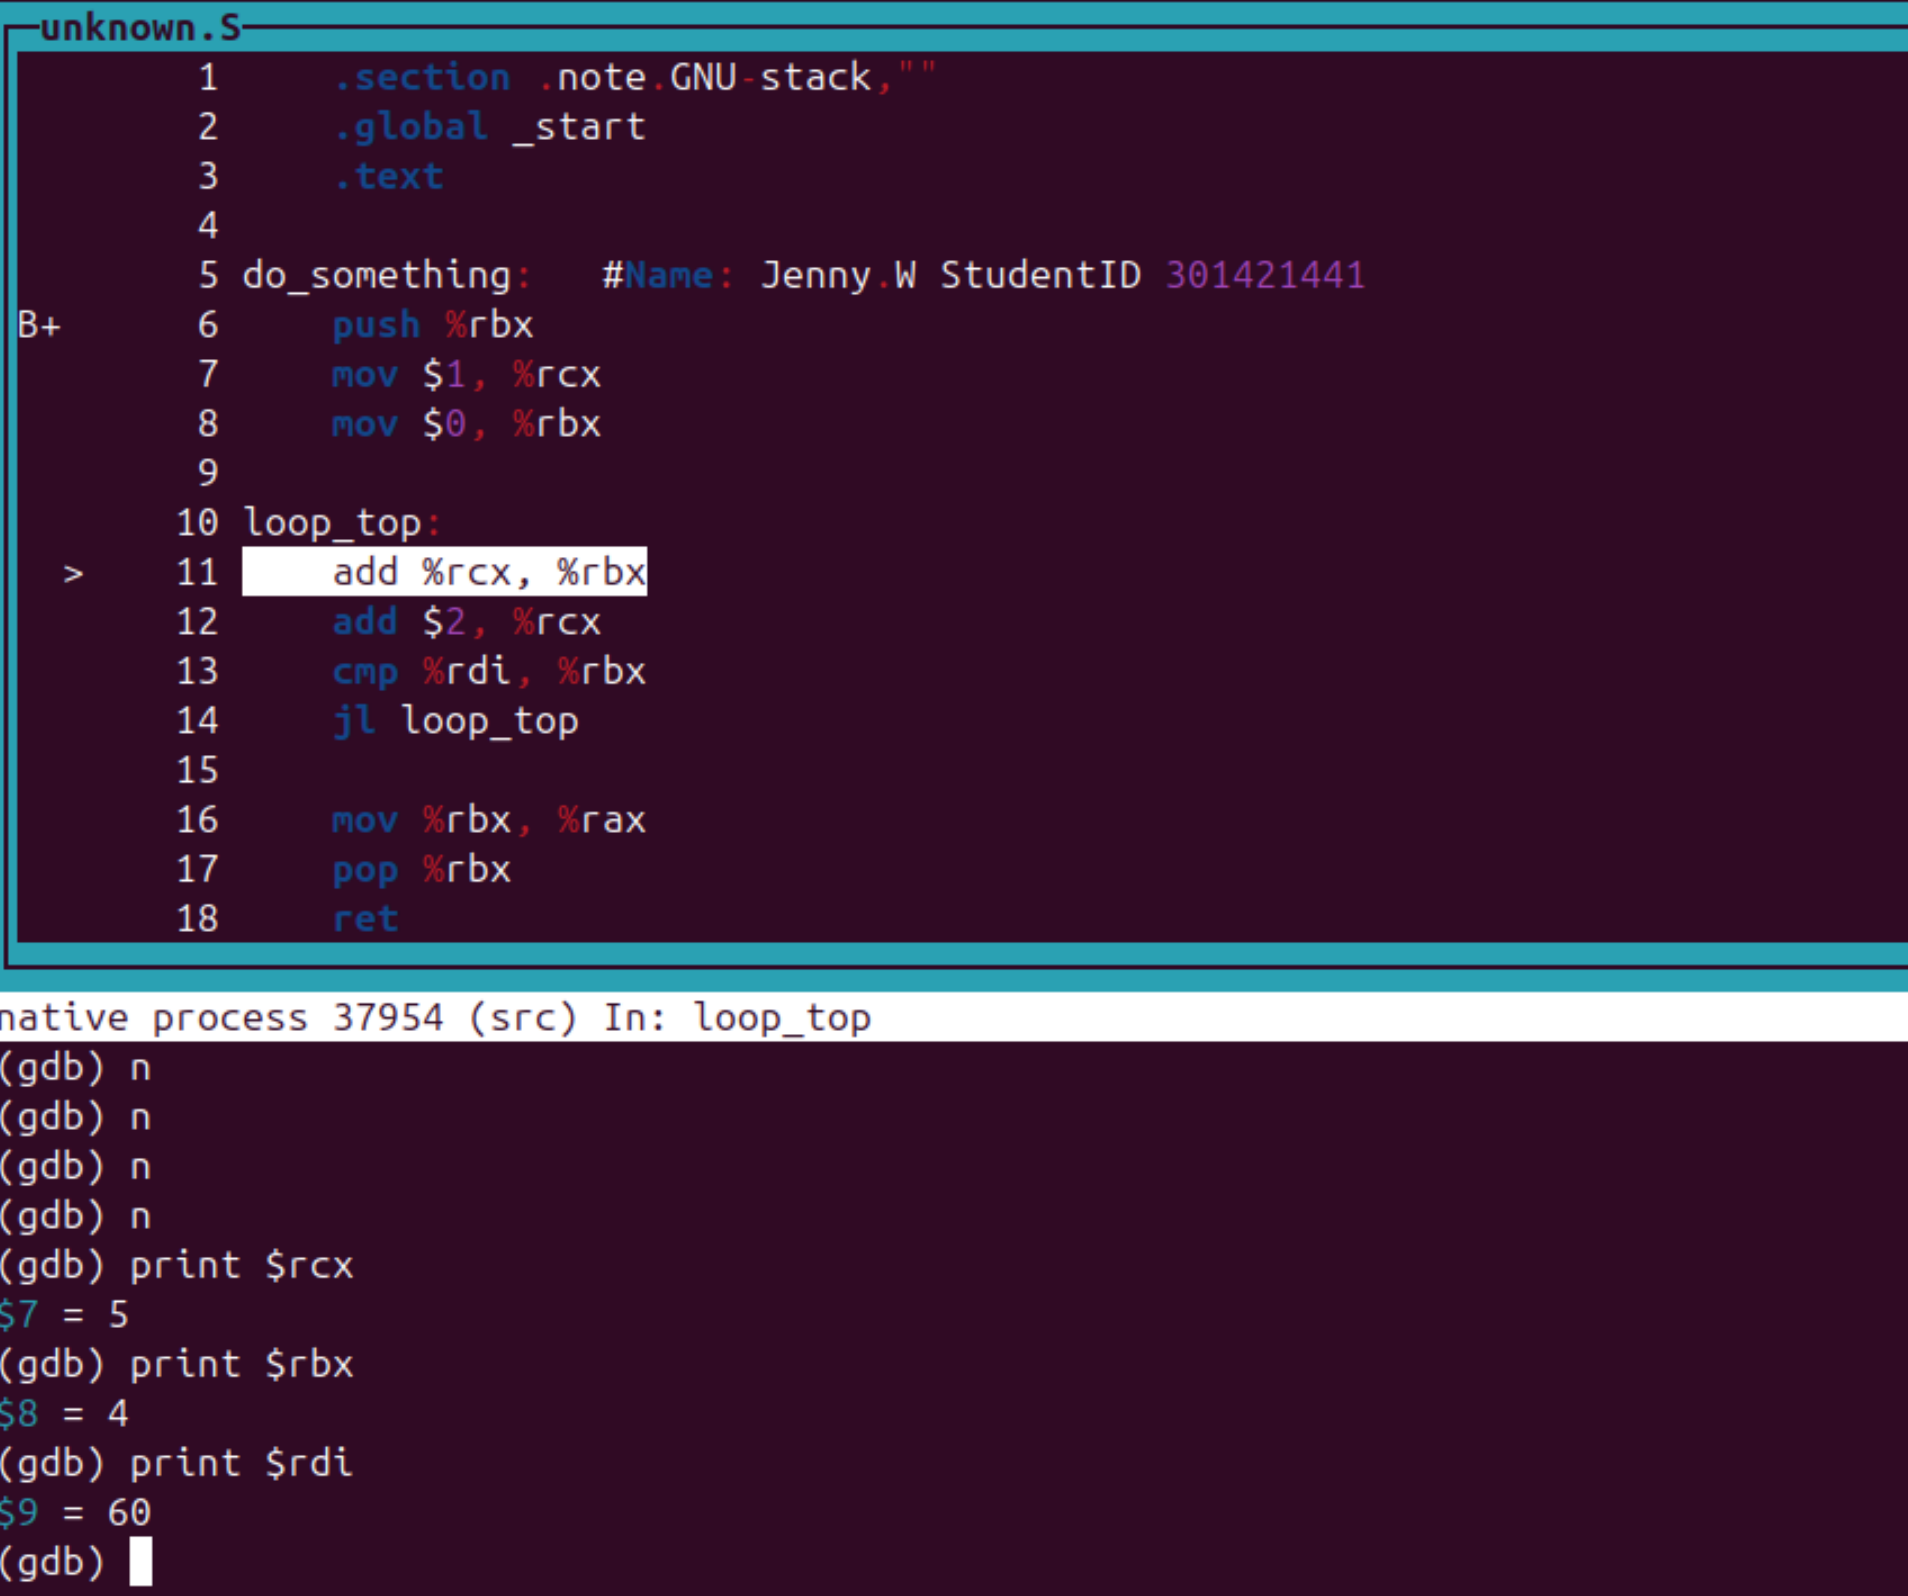 unknown.S
1 .section .note.GNU-stack,""
2 .global _start
3 .text
4
5 do_something: #Name: Jenny.W StudentID 301421441
B+ 6 push %rbx
7 mov $1, %rcx
8 mov $0, %rbx
9
10 loop_top:
> 11 add %rcx, %rbx
12 add $2, %rcx
13 cmp %rdi, %rbx
14 jl loop_top
15
16 mov %rbx, %rax
17 pop %rbx
18 ret
native process 37954 (src) In: loop_top
(gdb) n
(gdb) n
(gdb) n
(gdb) n
(gdb) print $rcx
$7 = 5
(gdb) print $rbx
$8 = 4
(gdb) print $rdi
$9 = 60
(gdb)